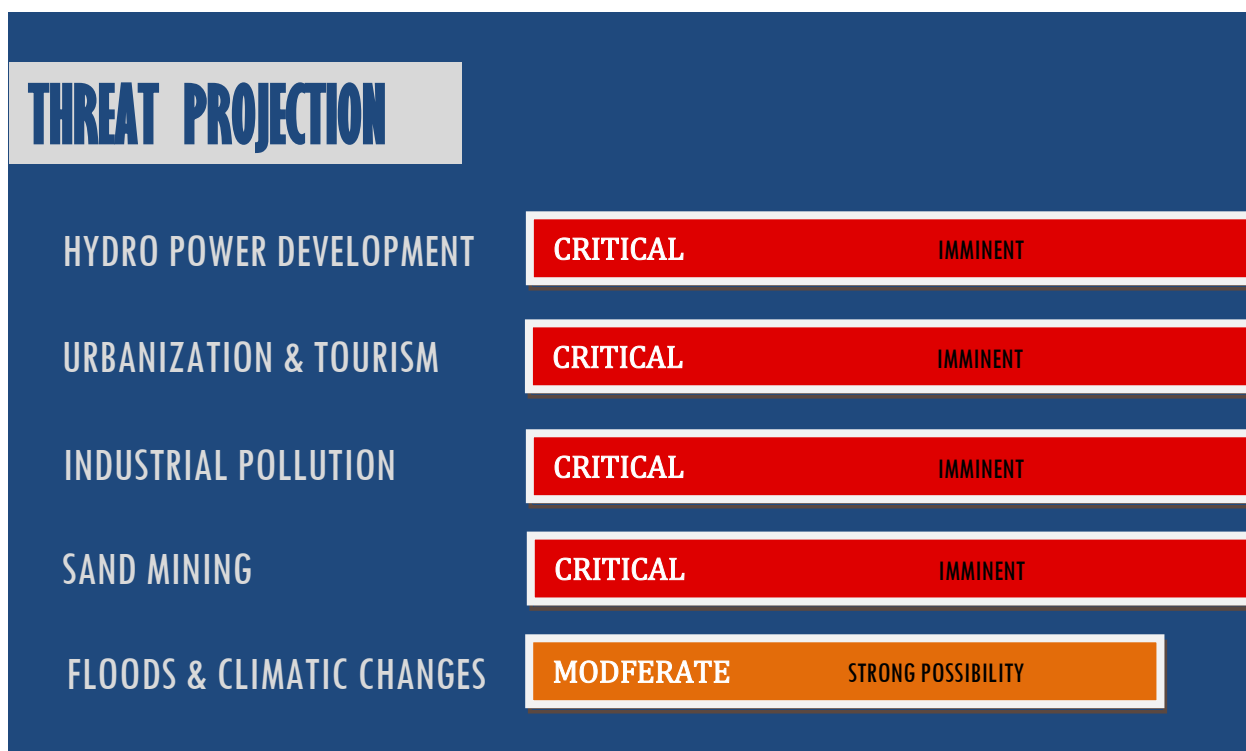 THREAT PROJECTION
HYDRO POWER DEVELOPMENT CRITICAL IMMINENT
URBANIZATION & TOURISM CRITICAL IMMINENT
INDUSTRIAL POLLUTION CRITICAL IMMINENT
SAND MINING CRITICAL IMMINENT
FLOODS & CLIMATIC CHANGES MODFERATE STRONG POSSIBILITY